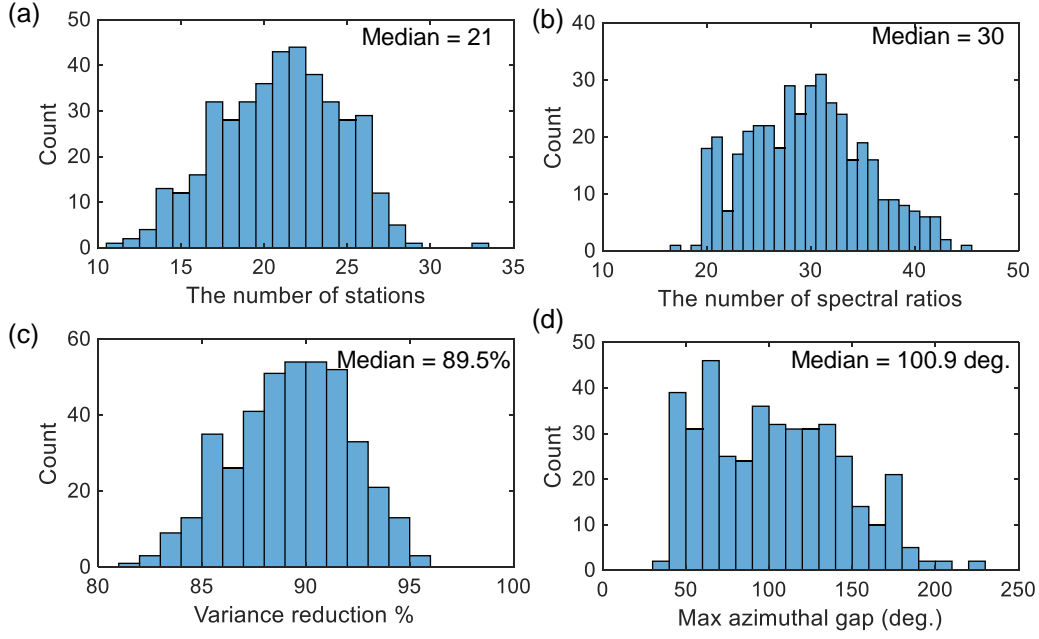 (a)
Median = 21
50
40
30
20
10
0
Count
10 15 20 25 30 35
The number of stations
(b)
Median = 30
40
30
20
10
0
Count
10 20 30 40 50
The number of spectral ratios
(c)
Median = 89.5%
60
40
20
0
Count
80 85 90 95 100
Variance reduction %
(d)
Median = 100.9 deg.
50
40
30
20
10
0
Count
0 50 100 150 200 250
Max azimuthal gap (deg.)